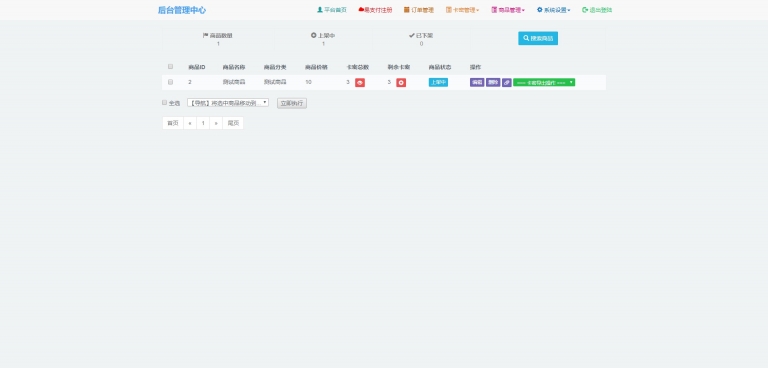 后台管理中心 平台首页 易支付注册 订单管理 卡密管理 商品管理 系统设置 退出登陆
商品数量 上架中 已下架 搜索商品
1 1 0
商品ID 商品名称 商品分类 商品价格 卡密总数 剩余卡密 商品状态 操作
2 测试商品 测试商品 10 3 3 上架中 编辑 删除 ---- 卡密导出操作 ----
全选 【导航】将选中商品移动到... 立即执行
首页 « 1 » 尾页